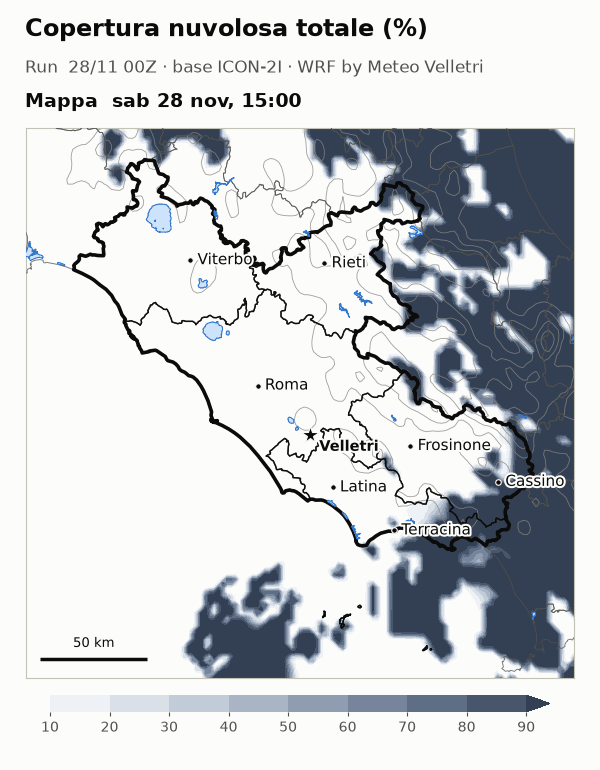 Copertura nuvolosa totale (%)
Run  28/11 00Z · base ICON-2I · WRF by Meteo Velletri
Mappa  sab 28 nov, 15:00
Viterbo
Rieti
Roma
Velletri
Frosinone
Cassino
Latina
Terracina
50 km
10 20 30 40 50 60 70 80 90